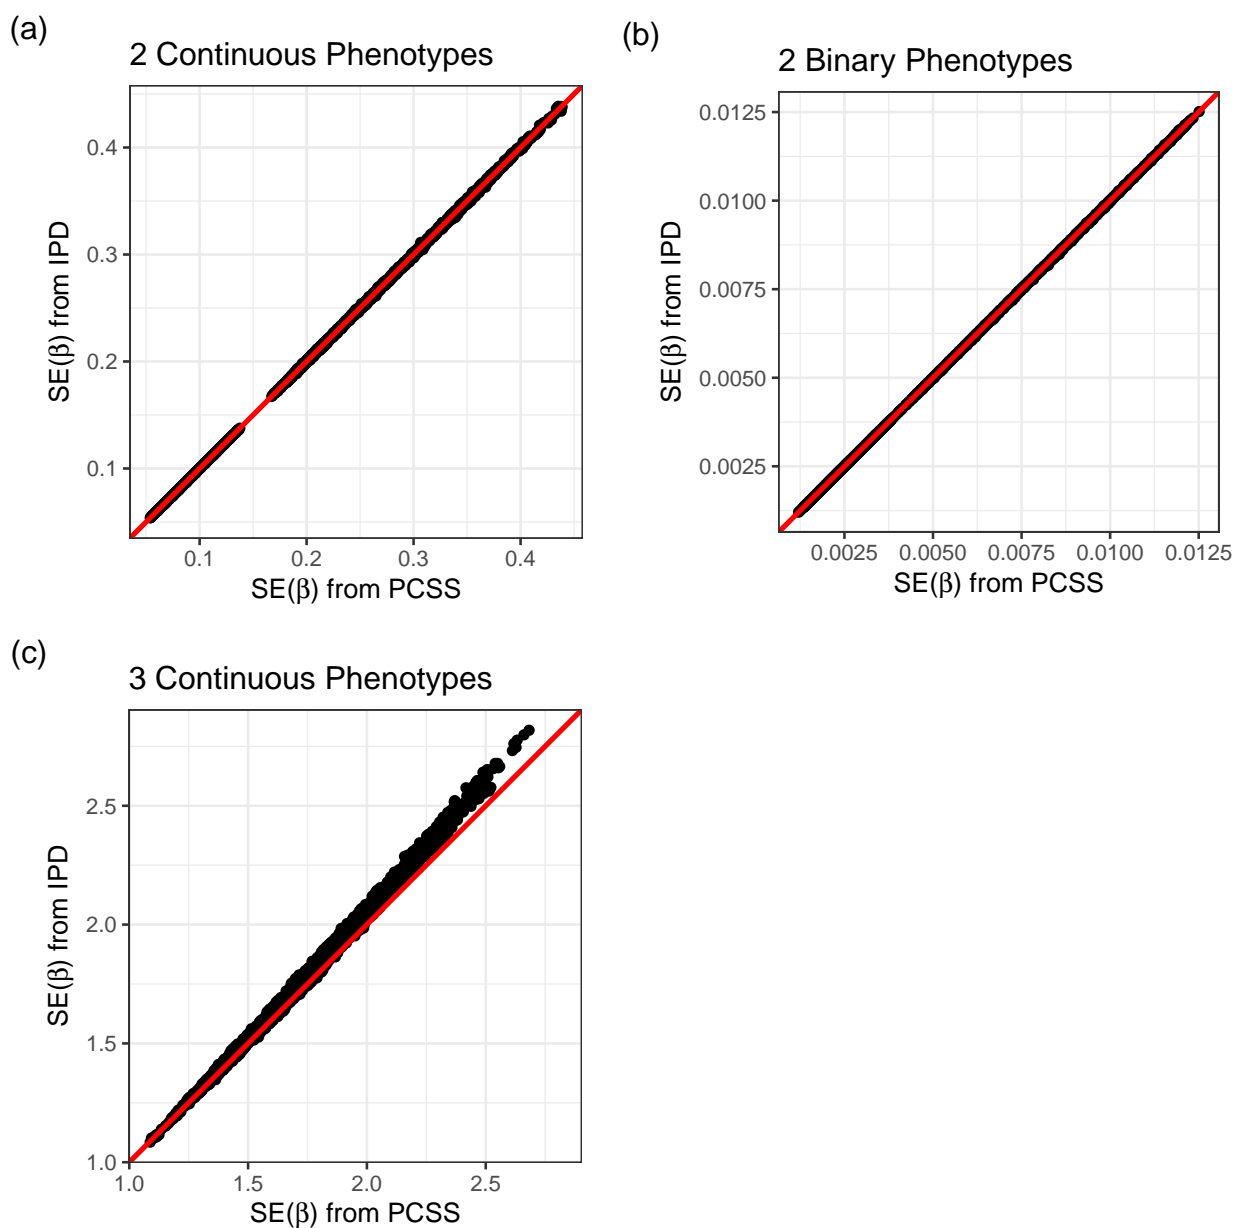 (a)
2 Continuous Phenotypes
SE(β) from IPD
0.4
0.3
0.2
0.1
0.1 0.2 0.3 0.4
SE(β) from PCSS
(b)
2 Binary Phenotypes
SE(β) from IPD
0.0125
0.0100
0.0075
0.0050
0.0025
0.0025 0.0050 0.0075 0.0100 0.0125
SE(β) from PCSS
(c)
3 Continuous Phenotypes
SE(β) from IPD
2.5
2.0
1.5
1.0
1.0 1.5 2.0 2.5
SE(β) from PCSS